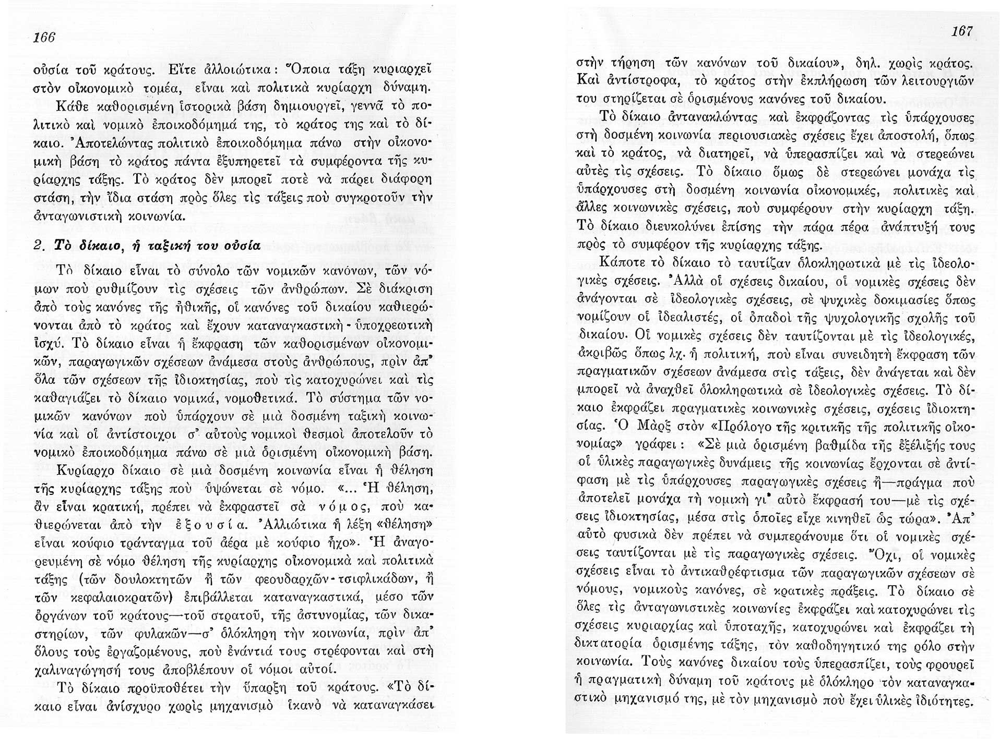 166
οὐσία τοῦ κράτους. Εἴτε ἀλλοιώτικα : Ὅποια τάξη κυριαρχεῖ
στὸν οἰκονομικὸ τομέα, εἶναι καὶ πολιτικὰ κυρίαρχη δύναμη.
Κάθε καθορισμένη ἱστορικὰ βάση δημιουργεῖ, γεννᾶ τὸ πο-
λιτικὸ καὶ νομικὸ ἐποικοδόμημά της, τὸ κράτος της καὶ τὸ δί-
καιο. Ἀποτελώντας πολιτικὸ ἐποικοδόμημα πάνω στὴν οἰκονο-
μικὴ βάση τὸ κράτος πάντα ἐξυπηρετεῖ τὰ συμφέροντα τῆς κυ-
ρίαρχης τάξης. Τὸ κράτος δὲν μπορεῖ ποτὲ νὰ πάρει διάφορη
στάση, τὴν ἴδια στάση πρὸς ὅλες τὶς τάξεις ποὺ συγκροτοῦν τὴν
ἀνταγωνιστικὴ κοινωνία.
2. Τὸ δίκαιο, ἡ ταξική του οὐσία
Τὸ δίκαιο εἶναι τὸ σύνολο τῶν νομικῶν κανόνων, τῶν νό-
μων ποὺ ρυθμίζουν τὶς σχέσεις τῶν ἀνθρώπων. Σὲ διάκριση
ἀπὸ τοὺς κανόνες τῆς ἠθικῆς, οἱ κανόνες τοῦ δικαίου καθιερώ-
νονται ἀπὸ τὸ κράτος καὶ ἔχουν καταναγκαστικὴ - ὑποχρεωτικὴ
ἰσχύ. Τὸ δίκαιο εἶναι ἡ ἔκφραση τῶν καθορισμένων οἰκονομι-
κῶν, παραγωγικῶν σχέσεων ἀνάμεσα στοὺς ἀνθρώπους, πρὶν ἀπ’
ὅλα τῶν σχέσεων τῆς ἰδιοκτησίας, ποὺ τὶς κατοχυρώνει καὶ τὶς
καθαγιάζει τὸ δίκαιο νομικά, νομοθετικά. Τὸ σύστημα τῶν νο-
μικῶν κανόνων ποὺ ὑπάρχουν σὲ μιὰ δοσμένη ταξικὴ κοινω-
νία καὶ οἱ ἀντίστοιχοι σ’ αὐτοὺς νομικοὶ θεσμοὶ ἀποτελοῦν τὸ
νομικὸ ἐποικοδόμημα πάνω σὲ μιὰ ὁρισμένη οἰκονομικὴ βάση.
Κυρίαρχο δίκαιο σὲ μιὰ δοσμένη κοινωνία εἶναι ἡ θέληση
τῆς κυρίαρχης τάξης ποὺ ὑψώνεται σὲ νόμο. «... Ἡ θέληση,
ἂν εἶναι κρατική, πρέπει νὰ ἐκφραστεῖ σὰ νόμος, ποὺ κα-
θιερώνεται ἀπὸ τὴν ἐξουσία. Ἀλλιώτικα ἡ λέξη «θέληση»
εἶναι κούφιο τράνταγμα τοῦ ἀέρα μὲ κούφιο ἦχο». Ἡ ἀναγο-
ρευμένη σὲ νόμο θέληση τῆς κυρίαρχης οἰκονομικὰ καὶ πολιτικὰ
τάξης (τῶν δουλοκτητῶν ἢ τῶν φεουδαρχῶν-τσιφλικάδων, ἢ
τῶν κεφαλαιοκρατῶν) ἐπιβάλλεται καταναγκαστικά, μέσο τῶν
ὀργάνων τοῦ κράτους—τοῦ στρατοῦ, τῆς ἀστυνομίας, τῶν δικα-
στηρίων, τῶν φυλακῶν—σ’ ὁλόκληρη τὴν κοινωνία, πρὶν ἀπ’
ὅλους τοὺς ἐργαζομένους, ποὺ ἐνάντιά τους στρέφονται καὶ στὴ
χαλιναγώγησή τους ἀποβλέπουν οἱ νόμοι αὐτοί.
Τὸ δίκαιο προϋποθέτει τὴν ὕπαρξη τοῦ κράτους. «Τὸ δί-
καιο εἶναι ἀνίσχυρο χωρὶς μηχανισμὸ ἱκανὸ νὰ καταναγκάσει
167
στὴν τήρηση τῶν κανόνων τοῦ δικαίου», δηλ. χωρὶς κράτος.
Καὶ ἀντίστροφα, τὸ κράτος στὴν ἐκπλήρωση τῶν λειτουργιῶν
του στηρίζεται σὲ ὁρισμένους κανόνες τοῦ δικαίου.
Τὸ δίκαιο ἀντανακλώντας καὶ ἐκφράζοντας τὶς ὑπάρχουσες
στὴ δοσμένη κοινωνία περιουσιακὲς σχέσεις ἔχει ἀποστολή, ὅπως
καὶ τὸ κράτος, νὰ διατηρεῖ, νὰ ὑπερασπίζει καὶ νὰ στερεώνει
αὐτὲς τὶς σχέσεις. Τὸ δίκαιο ὅμως δὲ στερεώνει μονάχα τὶς
ὑπάρχουσες στὴ δοσμένη κοινωνία οἰκονομικές, πολιτικὲς καὶ
ἄλλες κοινωνικὲς σχέσεις, ποὺ συμφέρουν στὴν κυρίαρχη τάξη.
Τὸ δίκαιο διευκολύνει ἐπίσης τὴν πάρα πέρα ἀνάπτυξή τους
πρὸς τὸ συμφέρον τῆς κυρίαρχης τάξης.
Κάποτε τὸ δίκαιο τὸ ταυτίζαν ὁλοκληρωτικὰ μὲ τὶς ἰδεολο-
γικὲς σχέσεις. Ἀλλὰ οἱ σχέσεις δικαίου, οἱ νομικὲς σχέσεις δὲν
ἀνάγονται σὲ ἰδεολογικὲς σχέσεις, σὲ ψυχικὲς δοκιμασίες ὅπως
νομίζουν οἱ ἰδεαλιστές, οἱ ὀπαδοὶ τῆς ψυχολογικῆς σχολῆς τοῦ
δικαίου. Οἱ νομικὲς σχέσεις δὲν ταυτίζονται μὲ τὶς ἰδεολογικές,
ἀκριβῶς ὅπως λχ. ἡ πολιτική, ποὺ εἶναι συνειδητὴ ἔκφραση τῶν
πραγματικῶν σχέσεων ἀνάμεσα στὶς τάξεις, δὲν ἀνάγεται καὶ δὲν
μπορεῖ νὰ ἀναχθεῖ ὁλοκληρωτικὰ σὲ ἰδεολογικὲς σχέσεις. Τὸ δί-
καιο ἐκφράζει πραγματικὲς κοινωνικὲς σχέσεις, σχέσεις ἰδιοκτη-
σίας. Ὁ Μὰρξ στὸν «Πρόλογο τῆς κριτικῆς τῆς πολιτικῆς οἰκο-
νομίας» γράφει : «Σὲ μιὰ ὁρισμένη βαθμίδα τῆς ἐξέλιξής τους
οἱ ὑλικὲς παραγωγικὲς δυνάμεις τῆς κοινωνίας ἔρχονται σὲ ἀντί-
φαση μὲ τὶς ὑπάρχουσες παραγωγικὲς σχέσεις ἢ—πράγμα ποὺ
ἀποτελεῖ μονάχα τὴ νομικὴ γι’ αὐτὸ ἔκφρασή του—μὲ τὶς σχέ-
σεις ἰδιοκτησίας, μέσα στὶς ὁποῖες εἶχε κινηθεῖ ὣς τώρα». Ἀπ’
αὐτὸ φυσικὰ δὲν πρέπει νὰ συμπεράνουμε ὅτι οἱ νομικὲς σχέ-
σεις ταυτίζονται μὲ τὶς παραγωγικὲς σχέσεις. Ὄχι, οἱ νομικὲς
σχέσεις εἶναι τὸ ἀντικαθρέφτισμα τῶν παραγωγικῶν σχέσεων σὲ
νόμους, νομικοὺς κανόνες, σὲ κρατικὲς πράξεις. Τὸ δίκαιο σὲ
ὅλες τὶς ἀνταγωνιστικὲς κοινωνίες ἐκφράζει καὶ κατοχυρώνει τὶς
σχέσεις κυριαρχίας καὶ ὑποταχῆς, κατοχυρώνει καὶ ἐκφράζει τὴ
δικτατορία ὁρισμένης τάξης, τὸν καθοδηγητικό της ρόλο στὴν
κοινωνία. Τοὺς κανόνες δικαίου τοὺς ὑπερασπίζει, τοὺς φρουρεῖ
ἡ πραγματικὴ δύναμη τοῦ κράτους μὲ ὁλόκληρο τὸν καταναγκα-
στικὸ μηχανισμό της, μὲ τὸν μηχανισμὸ ποὺ ἔχει ὑλικὲς ἰδιότητες.